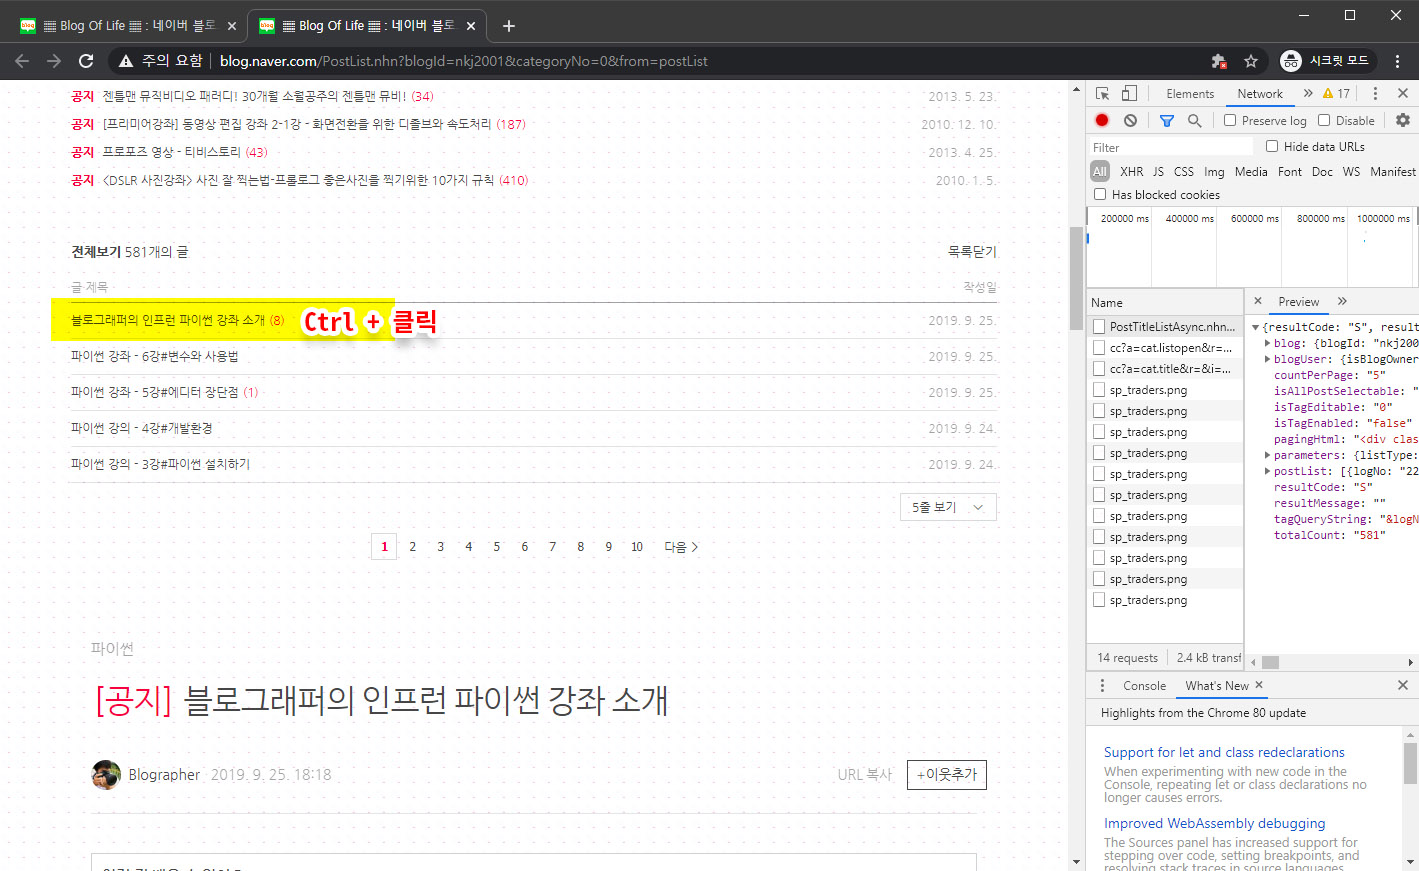 ▦ Blog Of Life ▦ : 네이버 블로
▦ Blog Of Life ▦ : 네이버 블로
주의 요함 blog.naver.com/PostList.nhn?blogId=nkj2001&categoryNo=0&from=postList
시크릿 모드
공지 젠틀맨 뮤직비디오 패러디! 30개월 소월공주의 젠틀맨 뮤비! (34) 2013. 5. 23.
공지 [프리미어강좌] 동영상 편집 강좌 2-1강 - 화면전환을 위한 디졸브와 속도처리 (187) 2010. 12. 10.
공지 프로포즈 영상 - 티비스토리 (43) 2013. 4. 25.
공지 <DSLR 사진강좌> 사진 잘 찍는법-프롤로그 좋은사진을 찍기위한 10가지 규칙 (410) 2010. 1. 5.
전체보기 581개의 글 목록닫기
글 제목 작성일
블로그래퍼의 인프런 파이썬 강좌 소개 (8) Ctrl + 클릭 2019. 9. 25.
파이썬 강좌 - 6강#변수와 사용법 2019. 9. 25.
파이썬 강좌 - 5강#에디터 장단점 (1) 2019. 9. 25.
파이썬 강의 - 4강#개발환경 2019. 9. 24.
파이썬 강의 - 3강#파이썬 설치하기 2019. 9. 24.
5줄 보기
1 2 3 4 5 6 7 8 9 10 다음 >
파이썬
[공지] 블로그래퍼의 인프런 파이썬 강좌 소개
Blographer 2019. 9. 25. 18:18 URL 복사 +이웃추가
Elements Network » 17
Preserve log Disable
Filter Hide data URLs
All XHR JS CSS Img Media Font Doc WS Manifest
Has blocked cookies
200000 ms 400000 ms 600000 ms 800000 ms 1000000 ms
Name
PostTitleListAsync.nhn...
cc?a=cat.listopen&r=...
cc?a=cat.title&r=&i=...
sp_traders.png
sp_traders.png
sp_traders.png
sp_traders.png
sp_traders.png
sp_traders.png
sp_traders.png
sp_traders.png
sp_traders.png
sp_traders.png
sp_traders.png
14 requests 2.4 kB transf
Preview »
{resultCode: "S", result
blog: {blogId: "nkj200
blogUser: {isBlogOwner
countPerPage: "5"
isAllPostSelectable: "
isTagEditable: "0"
isTagEnabled: "false"
pagingHtml: "<div clas
parameters: {listType:
postList: [{logNo: "22
resultCode: "S"
resultMessage: ""
tagQueryString: "&logN
totalCount: "581"
Console What's New
Highlights from the Chrome 80 update
Support for let and class redeclarations
When experimenting with new code in the
Console, repeating let or class declarations no
longer causes errors.
Improved WebAssembly debugging
The Sources panel has increased support for
stepping over code, setting breakpoints, and
resolving stack traces in source languages